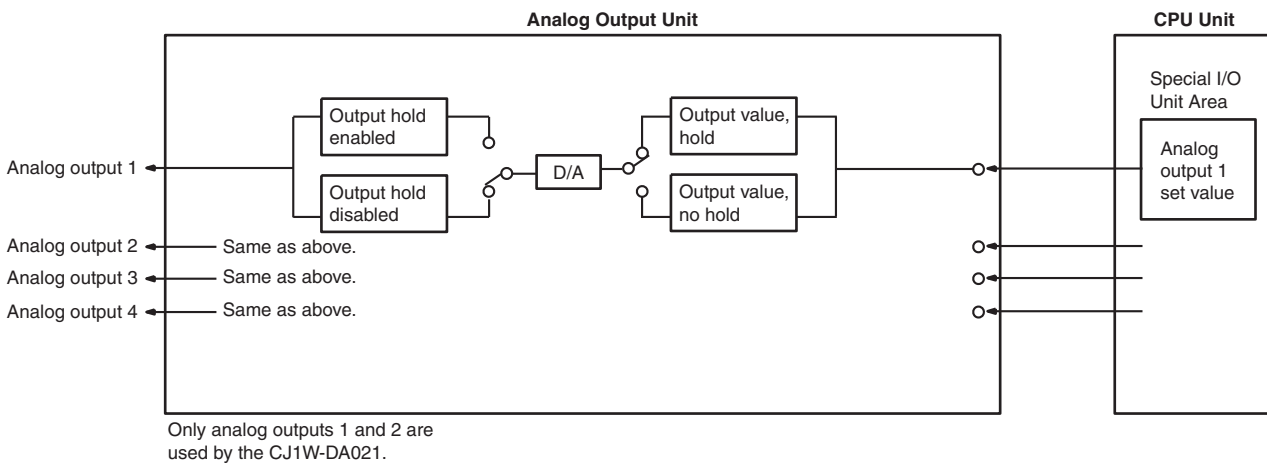 Analog Output Unit
CPU Unit
Special I/O
Unit Area
Output hold
enabled
Output value,
hold
Analog output 1
D/A
Analog
output 1
set value
Output hold
disabled
Output value,
no hold
Analog output 2
Same as above.
Analog output 3
Same as above.
Analog output 4
Same as above.
Only analog outputs 1 and 2 are
used by the CJ1W-DA021.